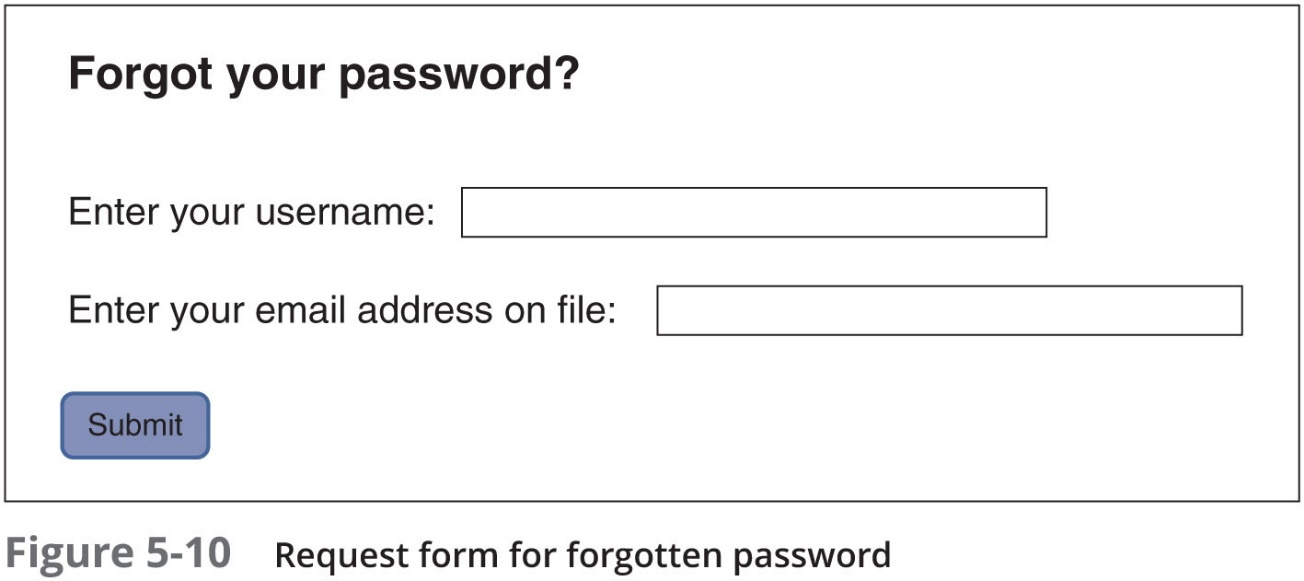 Forgot your password?
Enter your username:
Enter your email address on file:
Submit
Figure 5-10 Request form for forgotten password